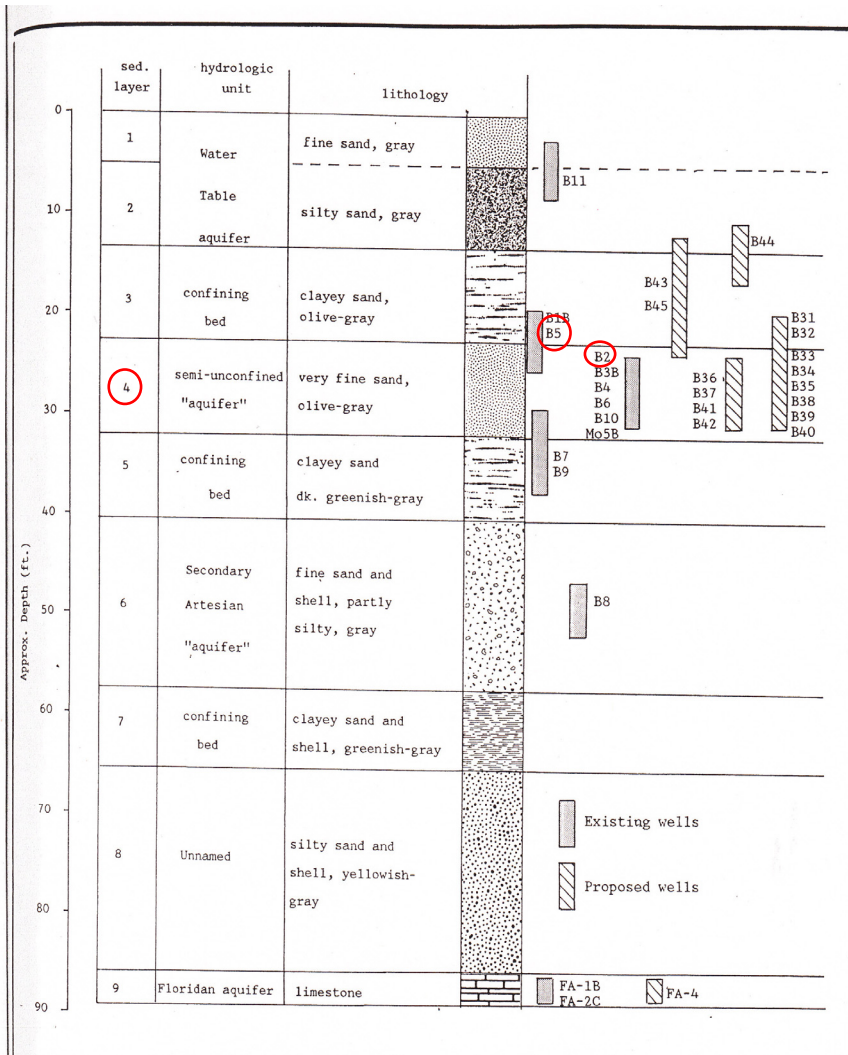 sed. layer
hydrologic unit
lithology
0
1
Water
fine sand, gray
B11
10
2
Table
aquifer
silty sand, gray
B44
20
3
confining
bed
clayey sand,
olive-gray
B1B
B5
B43
B45
B31
B32
4
semi-unconfined
"aquifer"
very fine sand,
olive-gray
B2
B3B
B4
B6
B10
Mo5B
B36
B37
B41
B42
B33
B34
B35
B38
B39
B40
30
5
confining
bed
clayey sand
dk. greenish-gray
B7
B9
40
6
Secondary
Artesian
"aquifer"
fine sand and
shell, partly
silty, gray
B8
50
Approx. Depth (ft.)
60
7
confining
bed
clayey sand and
shell, greenish-gray
70
8
Unnamed
silty sand and
shell, yellowish-
gray
Existing wells
Proposed wells
80
9
Floridan aquifer
limestone
FA-1B
FA-2C
FA-4
90